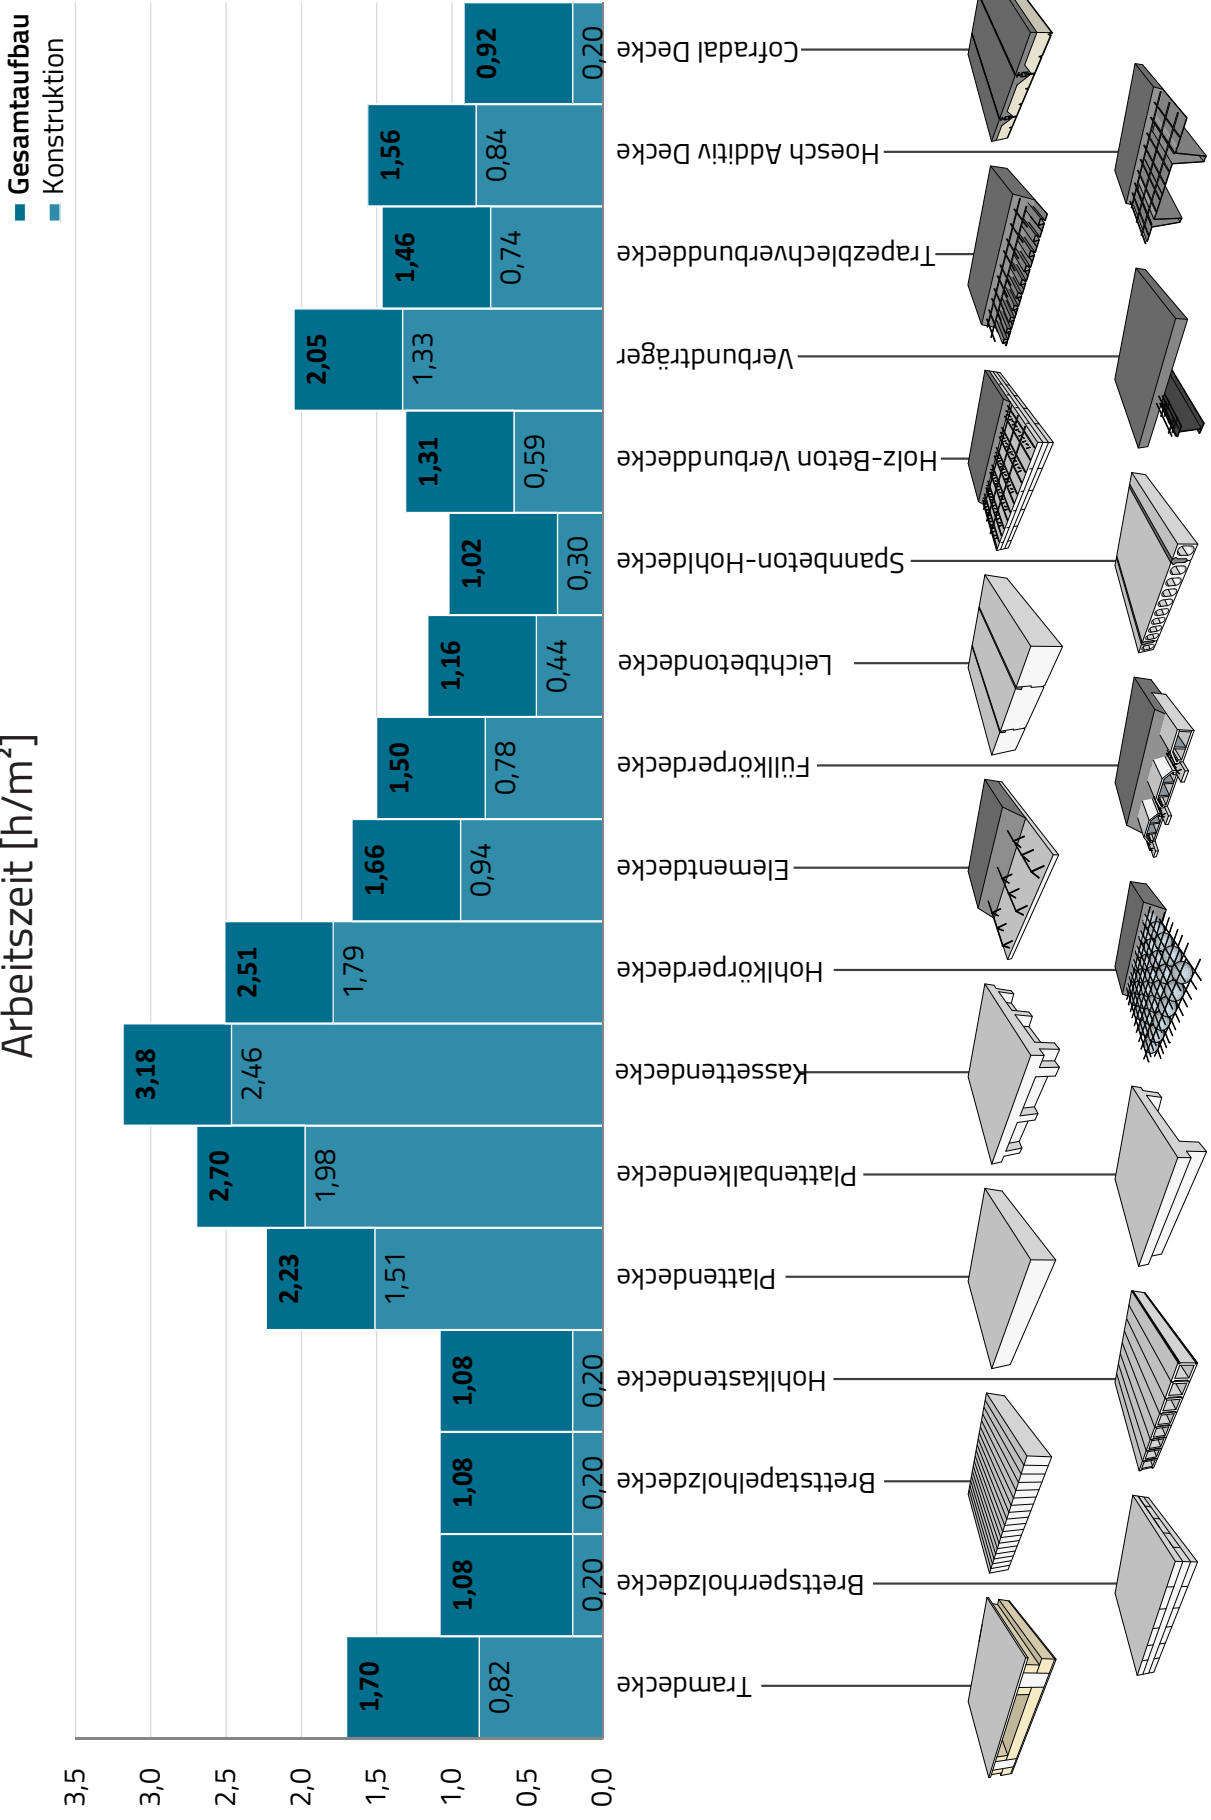 Arbeitszeit [h/m²]
Gesamtaufbau
Konstruktion
3,5
3,0
2,5
2,0
1,5
1,0
0,5
0,0
1,70
0,82
1,08
0,20
1,08
0,20
1,08
0,20
2,23
1,51
2,70
1,98
3,18
2,46
2,51
1,79
1,66
0,94
1,50
0,78
1,16
0,44
1,02
0,30
1,31
0,59
2,05
1,33
1,46
0,74
1,56
0,84
0,92
0,20
Tramdecke
Brettsperrholzdecke
Brettstapelholzdecke
Hohlkastendecke
Plattendecke
Plattenbalkendecke
Kassettendecke
Hohlkörperdecke
Elementdecke
Füllkörperdecke
Leichtbetondecke
Spannbeton-Hohldecke
Holz-Beton Verbunddecke
Verbundträger
Trapezblechverbunddecke
Hoesch Additiv Decke
Cofradal Decke